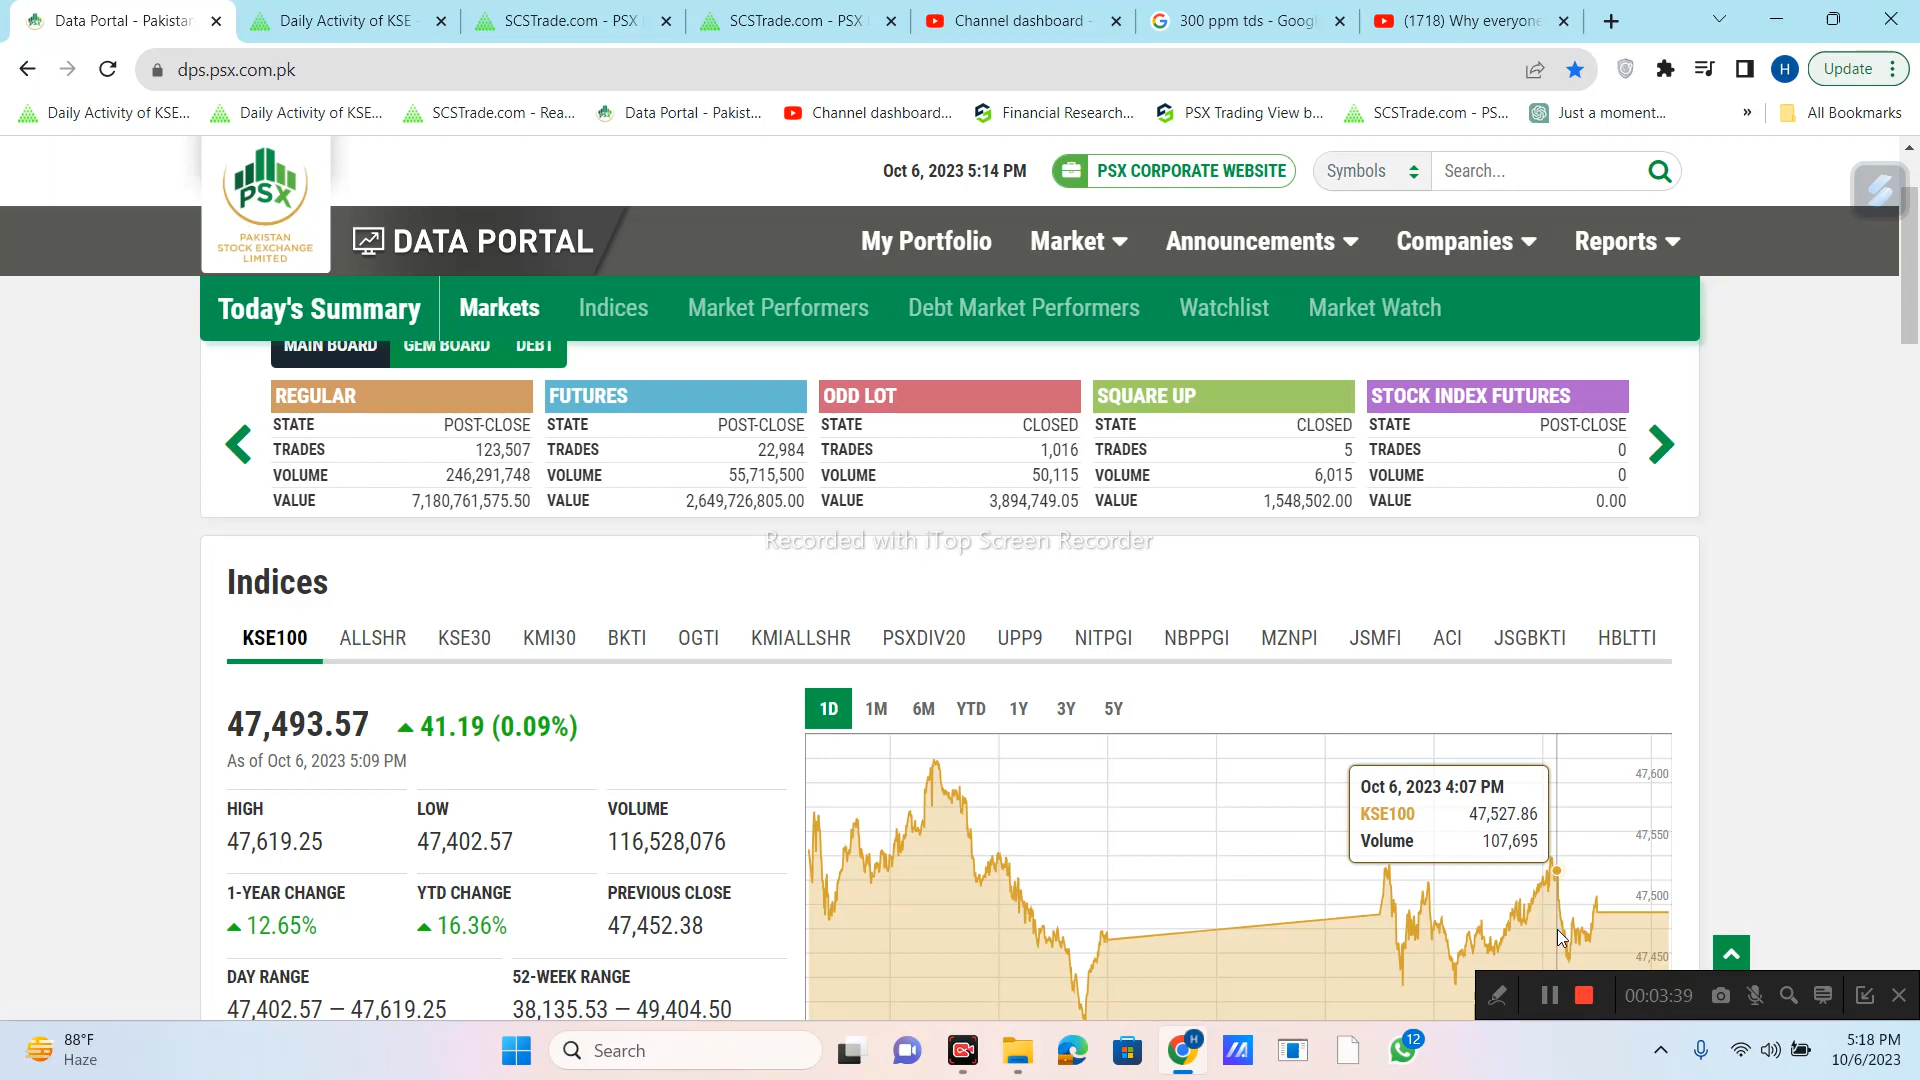 Data Portal - Pakistan
Daily Activity of KSE -
SCSTrade.com - PSX
SCSTrade.com - PSX
Channel dashboard -
300 ppm tds - Googl
(1718) Why everyone
dps.psx.com.pk
H
Update
Daily Activity of KSE...
Daily Activity of KSE...
SCSTrade.com - Rea...
Data Portal - Pakist...
Channel dashboard...
Financial Research...
PSX Trading View b...
SCSTrade.com - PS...
Just a moment...
»
All Bookmarks
PSX
PAKISTAN
STOCK EXCHANGE
LIMITED
Oct 6, 2023 5:14 PM
PSX CORPORATE WEBSITE
Symbols
Search...
DATA PORTAL
My Portfolio
Market
Announcements
Companies
Reports
Today's Summary
Markets
Indices
Market Performers
Debt Market Performers
Watchlist
Market Watch
MAIN BOARD
GEM BOARD
DEBT
REGULAR
STATE POST-CLOSE
TRADES 123,507
VOLUME 246,291,748
VALUE 7,180,761,575.50
FUTURES
STATE POST-CLOSE
TRADES 22,984
VOLUME 55,715,500
VALUE 2,649,726,805.00
ODD LOT
STATE CLOSED
TRADES 1,016
VOLUME 50,115
VALUE 3,894,749.05
SQUARE UP
STATE CLOSED
TRADES 5
VOLUME 6,015
VALUE 1,548,502.00
STOCK INDEX FUTURES
STATE POST-CLOSE
TRADES 0
VOLUME 0
VALUE 0.00
Recorded with iTop Screen Recorder
Indices
KSE100 ALLSHR KSE30 KMI30 BKTI OGTI KMIALLSHR PSXDIV20 UPP9 NITPGI NBPPGI MZNPI JSMFI ACI JSGBKTI HBLTTI
47,493.57 41.19 (0.09%)
As of Oct 6, 2023 5:09 PM
HIGH
47,619.25
LOW
47,402.57
VOLUME
116,528,076
1-YEAR CHANGE
12.65%
YTD CHANGE
16.36%
PREVIOUS CLOSE
47,452.38
DAY RANGE
47,402.57 — 47,619.25
52-WEEK RANGE
38,135.53 — 49,404.50
1D 1M 6M YTD 1Y 3Y 5Y
Oct 6, 2023 4:07 PM
KSE100 47,527.86
Volume 107,695
47,600
47,550
47,500
47,450
00:03:39
88°F
Haze
Search
H
12
5:18 PM
10/6/2023